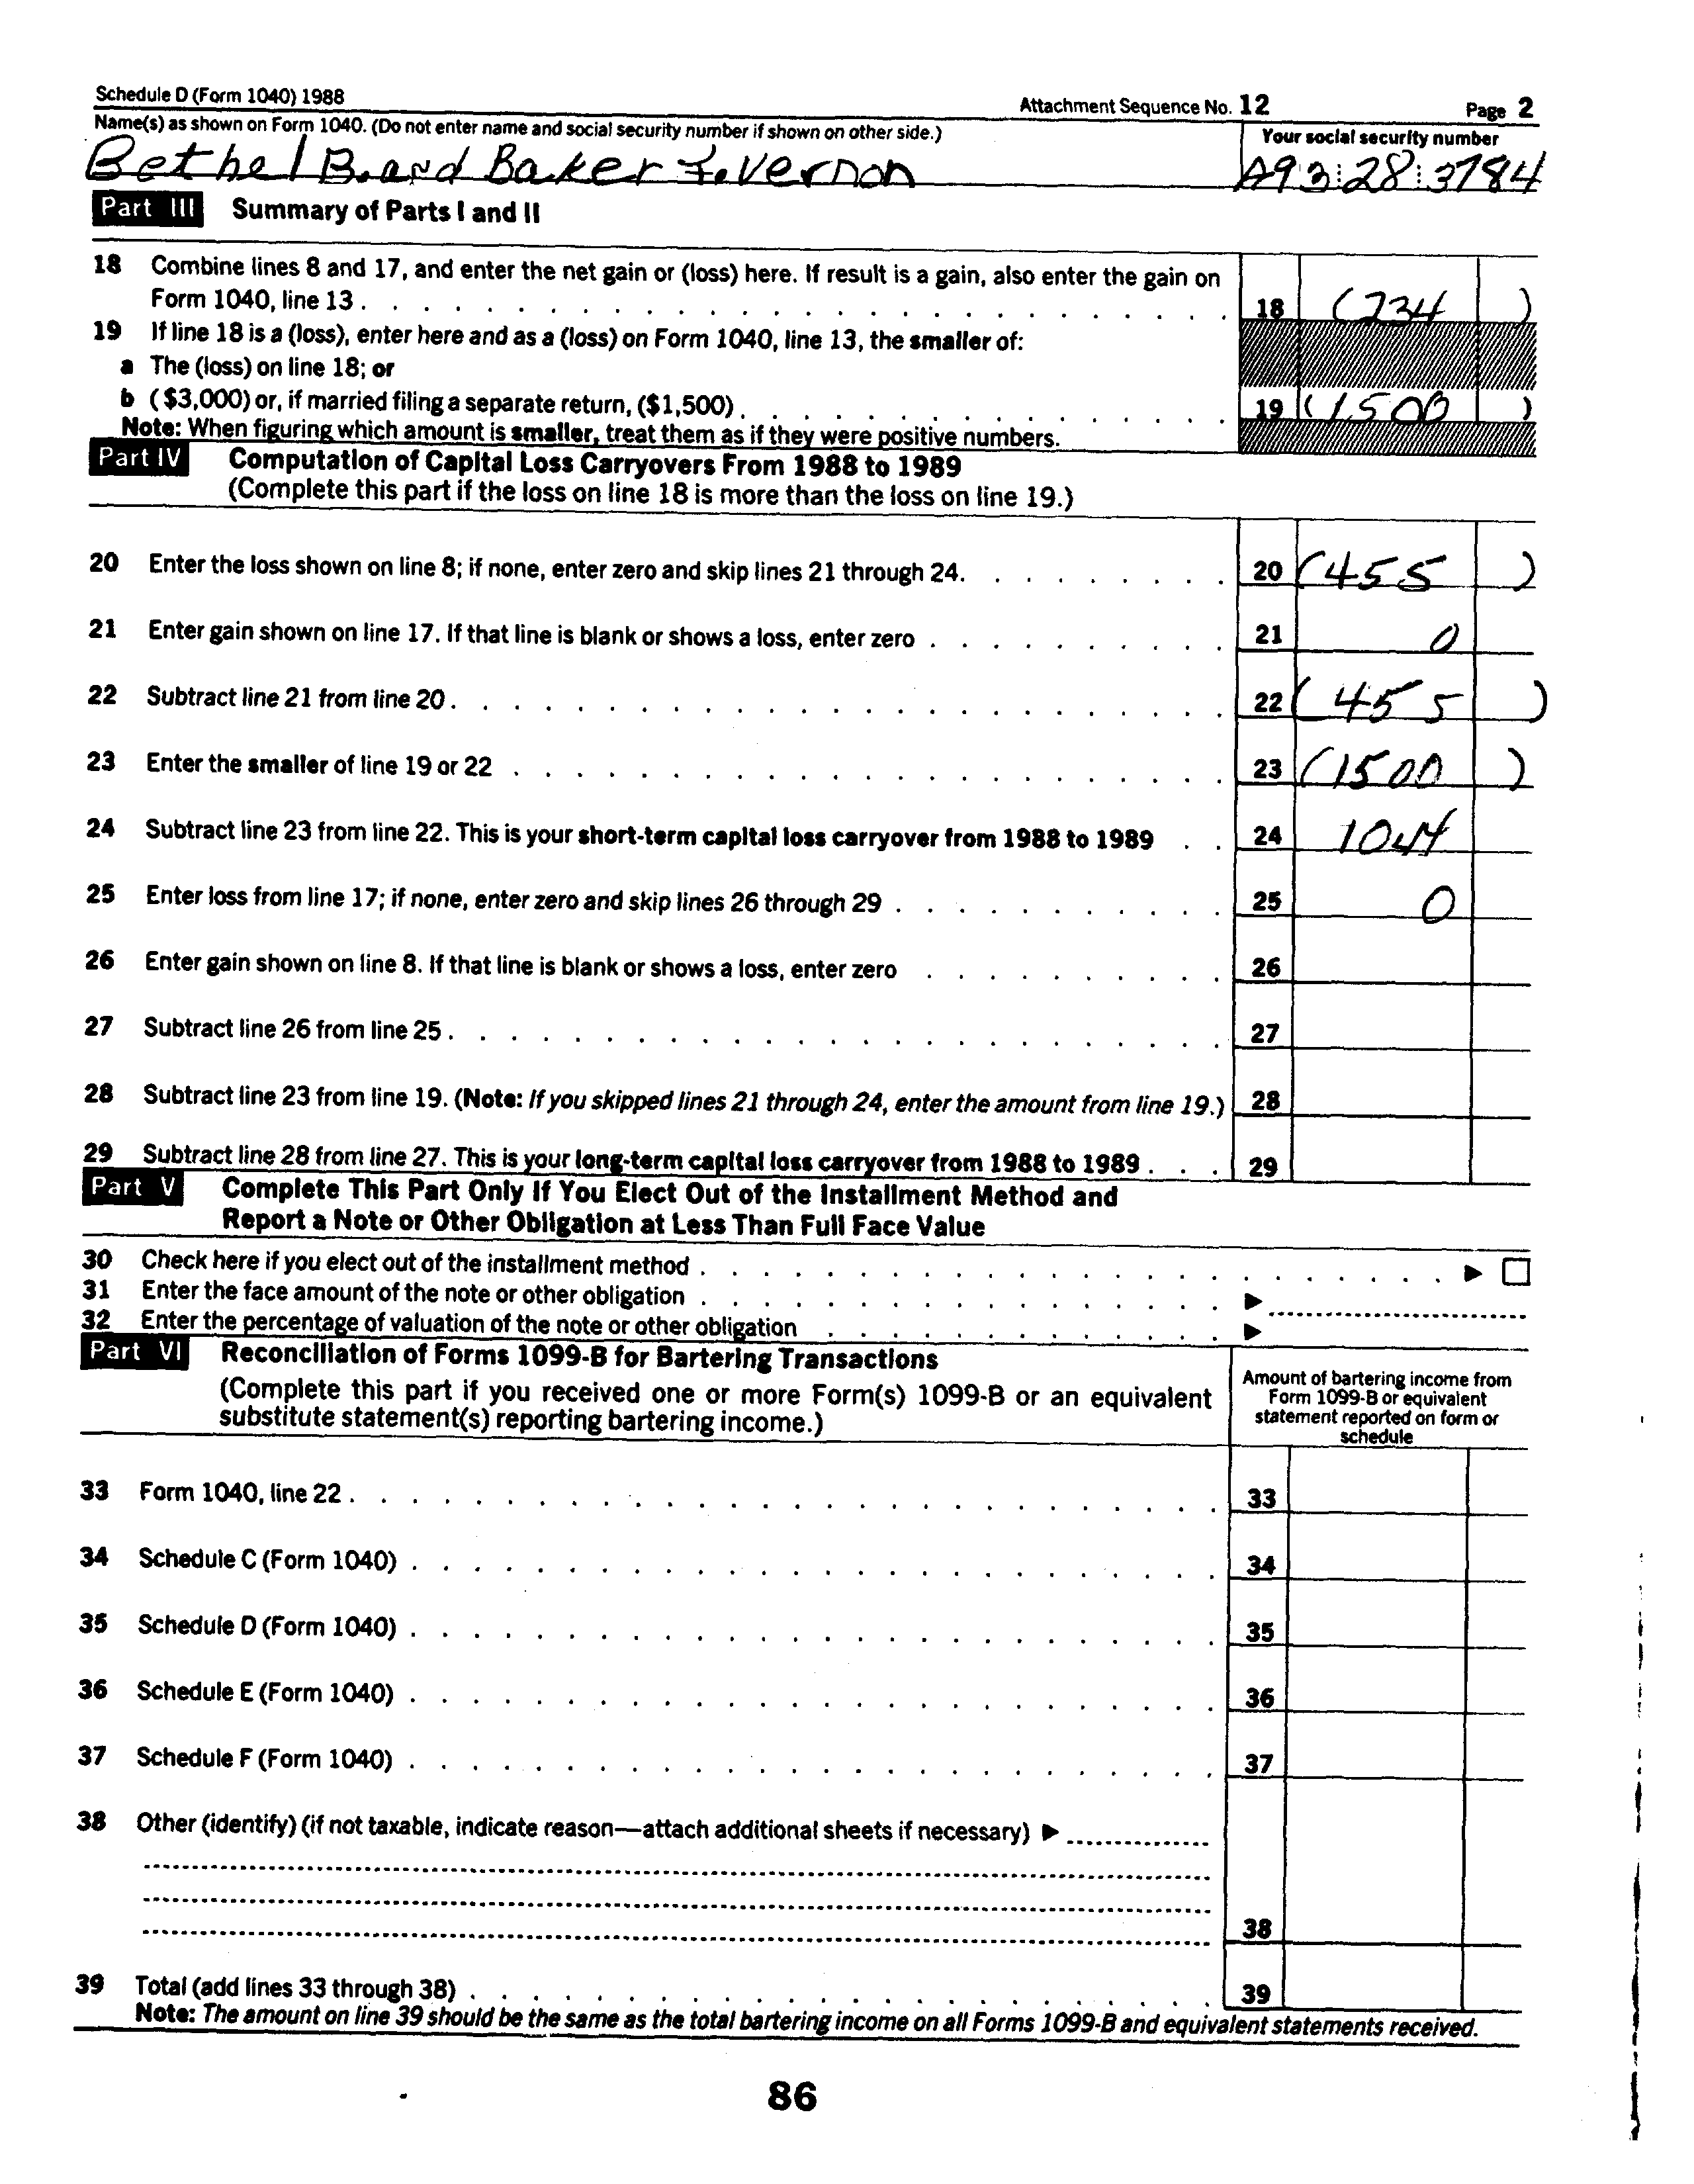 Schedule D (Form 1040) 1988
Attachment Sequence No. 12
Page 2
Name(s) as shown on Form 1040. (Do not enter name and social security number if shown on other side.)
Your social security number
Bethel B. and Baker F. Vernon
A93 28 3784
Part III Summary of Parts I and II
18 Combine lines 8 and 17, and enter the net gain or (loss) here. If result is a gain, also enter the gain on
Form 1040, line 13 . . . 18 (234 )
19 If line 18 is a (loss), enter here and as a (loss) on Form 1040, line 13, the smaller of:
a The (loss) on line 18; or
b ($3,000) or, if married filing a separate return, ($1,500) . . . 19 (1500 )
Note: When figuring which amount is smaller, treat them as if they were positive numbers.
Part IV Computation of Capital Loss Carryovers From 1988 to 1989
(Complete this part if the loss on line 18 is more than the loss on line 19.)
20 Enter the loss shown on line 8; if none, enter zero and skip lines 21 through 24. . . . 20 (455 )
21 Enter gain shown on line 17. If that line is blank or shows a loss, enter zero . . . 21 0
22 Subtract line 21 from line 20 . . . 22 (455 )
23 Enter the smaller of line 19 or 22 . . . 23 (1500 )
24 Subtract line 23 from line 22. This is your short-term capital loss carryover from 1988 to 1989 . . 24 1044
25 Enter loss from line 17; if none, enter zero and skip lines 26 through 29 . . . 25 0
26 Enter gain shown on line 8. If that line is blank or shows a loss, enter zero . . . 26
27 Subtract line 26 from line 25 . . . 27
28 Subtract line 23 from line 19. (Note: If you skipped lines 21 through 24, enter the amount from line 19.) 28
29 Subtract line 28 from line 27. This is your long-term capital loss carryover from 1988 to 1989 . . . 29
Part V Complete This Part Only If You Elect Out of the Installment Method and
Report a Note or Other Obligation at Less Than Full Face Value
30 Check here if you elect out of the installment method . . . ▶ ☐
31 Enter the face amount of the note or other obligation . . . ▶
32 Enter the percentage of valuation of the note or other obligation . . . ▶
Part VI Reconciliation of Forms 1099-B for Bartering Transactions
(Complete this part if you received one or more Form(s) 1099-B or an equivalent
substitute statement(s) reporting bartering income.)
Amount of bartering income from
Form 1099-B or equivalent
statement reported on form or
schedule
33 Form 1040, line 22 . . . 33
34 Schedule C (Form 1040) . . . 34
35 Schedule D (Form 1040) . . . 35
36 Schedule E (Form 1040) . . . 36
37 Schedule F (Form 1040) . . . 37
38 Other (identify) (if not taxable, indicate reason—attach additional sheets if necessary) ▶
38
39 Total (add lines 33 through 38) . . . 39
Note: The amount on line 39 should be the same as the total bartering income on all Forms 1099-B and equivalent statements received.
86